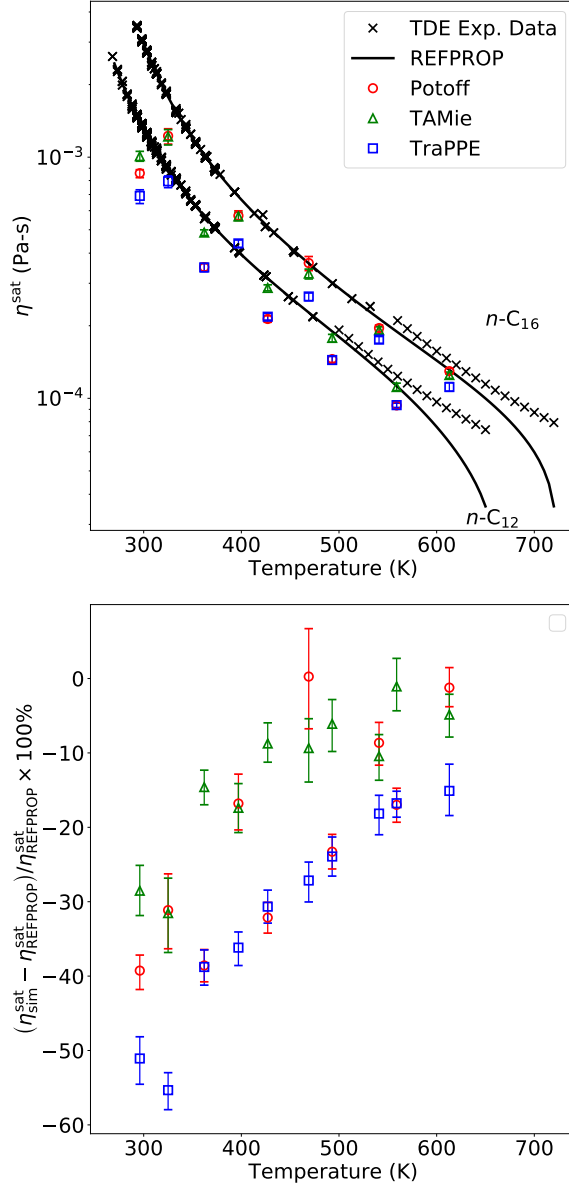 TDE Exp. Data
REFPROP
Potoff
TAMie
TraPPE
10⁻³
10⁻⁴
η^sat (Pa-s)
n-C₁₆
n-C₁₂
300 400 500 600 700
Temperature (K)
0
−10
−20
−30
−40
−50
−60
(η^sat_sim − η^sat_REFPROP)/η^sat_REFPROP × 100%
300 400 500 600 700
Temperature (K)